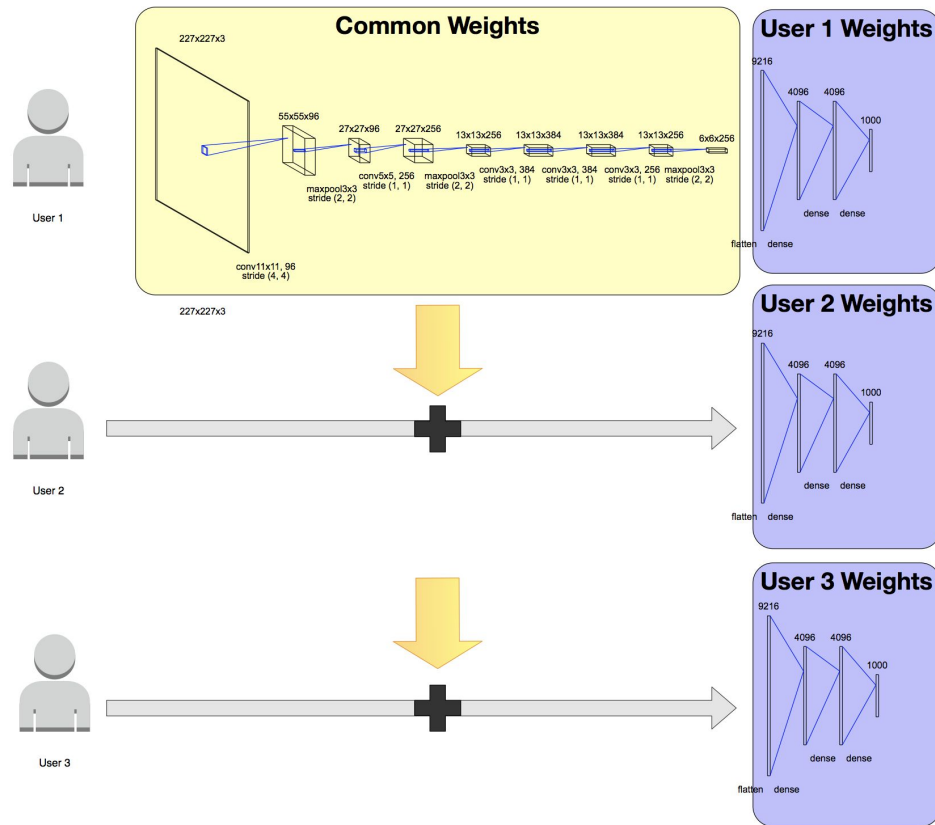 Common Weights
227x227x3
55x55x96
27x27x96
27x27x256
13x13x256
13x13x384
13x13x384
13x13x256
6x6x256
conv11x11, 96
stride (4, 4)
maxpool3x3
stride (2, 2)
conv5x5, 256
stride (1, 1)
maxpool3x3
stride (2, 2)
conv3x3, 384
stride (1, 1)
conv3x3, 384
stride (1, 1)
conv3x3, 256
stride (1, 1)
maxpool3x3
stride (2, 2)
User 1 Weights
9216
4096
4096
1000
dense
dense
flatten
dense
User 1
227x227x3
User 2 Weights
9216
4096
4096
1000
dense
dense
flatten
dense
User 2
User 3 Weights
9216
4096
4096
1000
dense
dense
flatten
dense
User 3